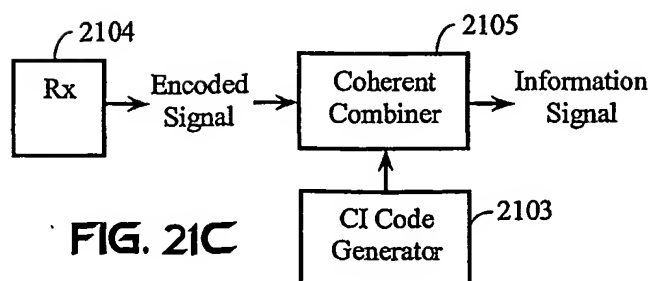 2104
Rx
Encoded
Signal
2105
Coherent
Combiner
Information
Signal
CI Code
Generator
2103
FIG. 21C